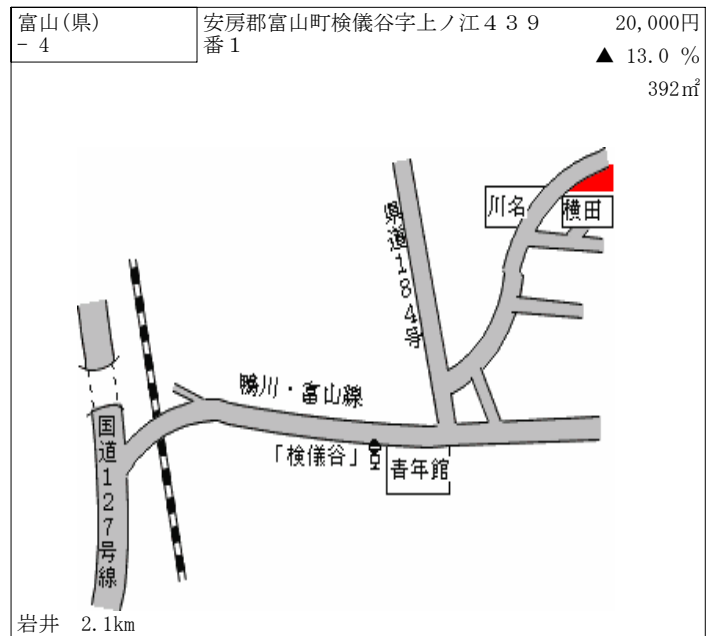 富山(県)
－４
安房郡富山町検儀谷字上ノ江４３９
番１
20,000円
▲ 13.0 %
392㎡
川名
横田
県道184号
鴨川・富山線
国道127号線
「検儀谷」
青年館
岩井　2.1km